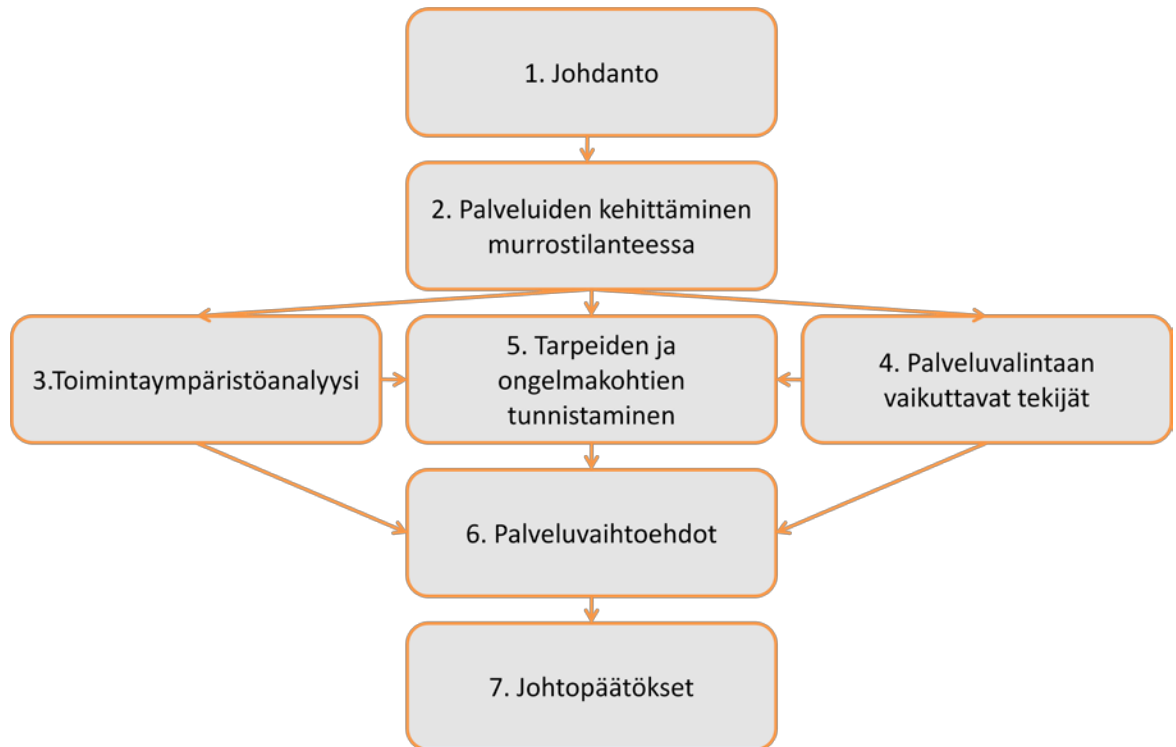 1. Johdanto
2. Palveluiden kehittäminen
murrostilanteessa
3.Toimintaympäristöanalyysi
5. Tarpeiden ja
ongelmakohtien
tunnistaminen
4. Palveluvalintaan
vaikuttavat tekijät
6. Palveluvaihtoehdot
7. Johtopäätökset